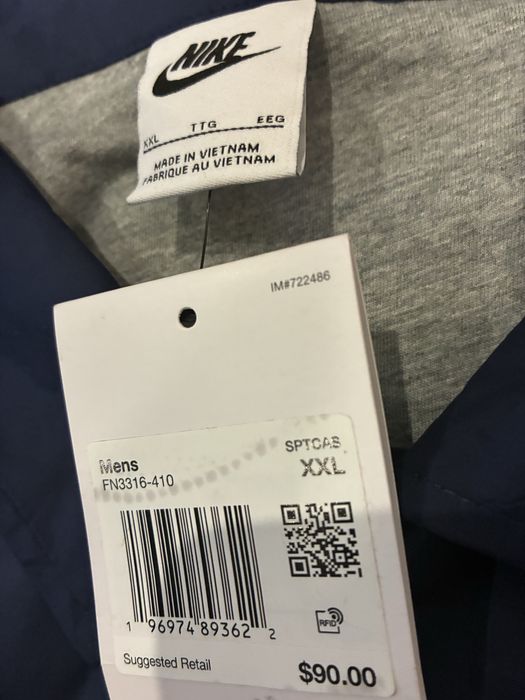 NIKE
XXL TTG EEG
MADE IN VIETNAM
FABRIQUE AU VIETNAM
IM#722486
Mens SPTCAS
FN3316-410 XXL
1 96974 89362 2
RFID
Suggested Retail $90.00